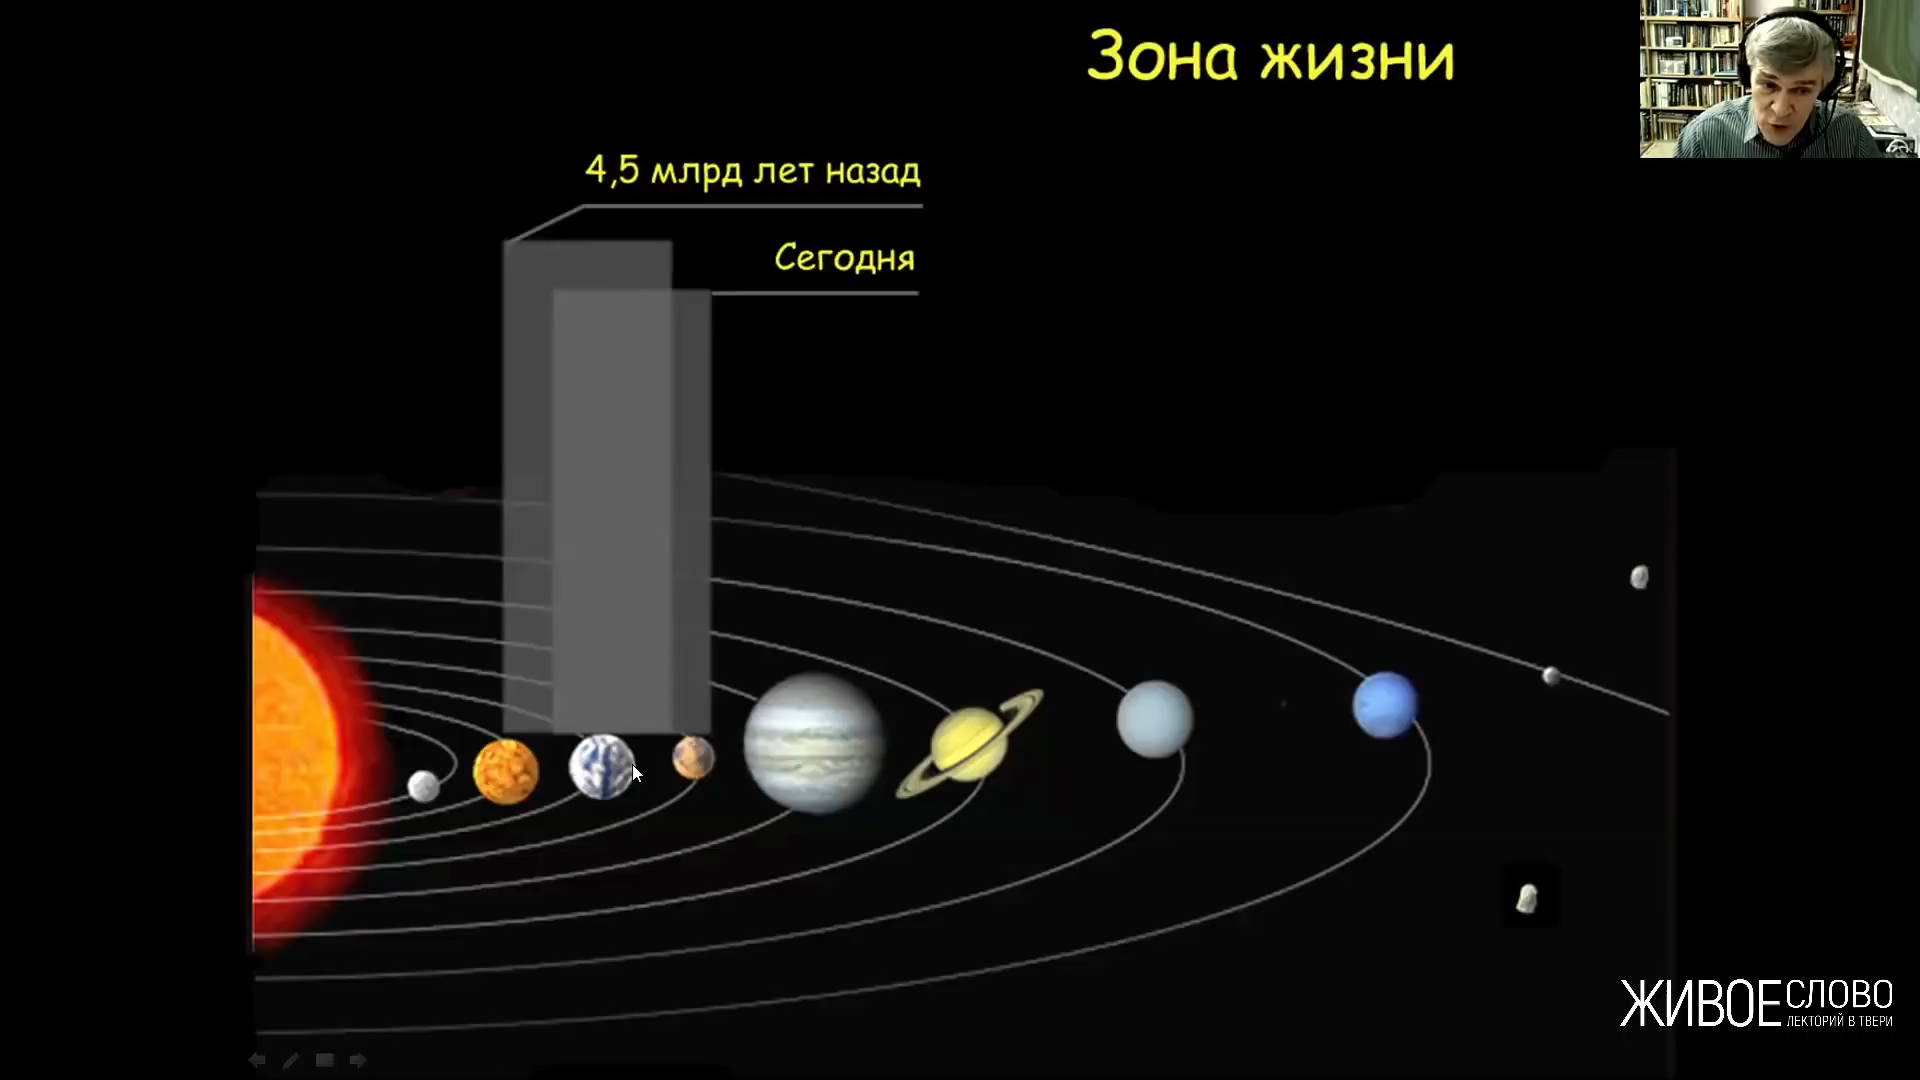 Зона жизни
4,5 млрд лет назад
Сегодня
ЖИВОЕ СЛОВО
ЛЕКТОРИЙ В ТВЕРИ